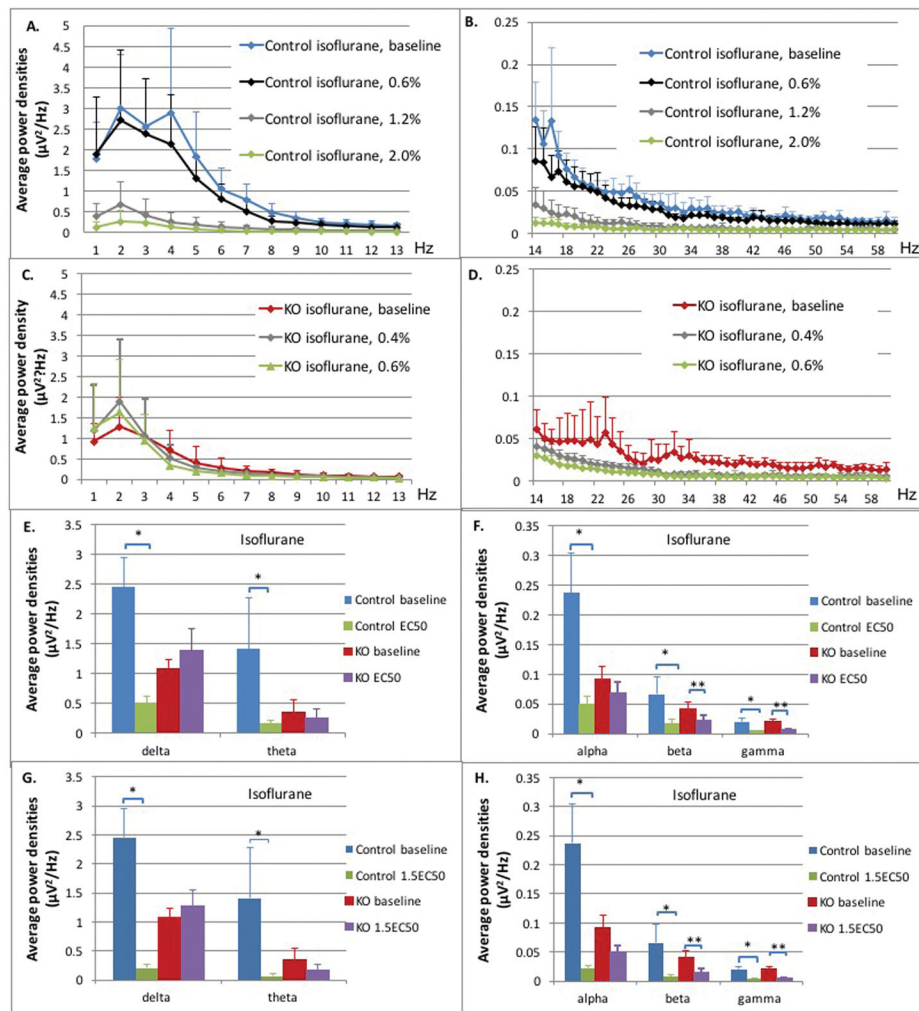 A.
Average power densities
(µV²/Hz)
5
4.5
4
3.5
3
2.5
2
1.5
1
0.5
0
Control isoflurane, baseline
Control isoflurane, 0.6%
Control isoflurane, 1.2%
Control isoflurane, 2.0%
1 2 3 4 5 6 7 8 9 10 11 12 13 Hz
B.
0.25
0.2
0.15
0.1
0.05
0
Control isoflurane, baseline
Control isoflurane, 0.6%
Control isoflurane, 1.2%
Control isoflurane, 2.0%
14 18 22 26 30 34 38 42 46 50 54 58 Hz
C.
Average power density
(µV²?Hz)
5
4.5
4
3.5
3
2.5
2
1.5
1
0.5
0
KO isoflurane, baseline
KO isoflurane, 0.4%
KO isoflurane, 0.6%
1 2 3 4 5 6 7 8 9 10 11 12 13 Hz
D.
0.25
0.2
0.15
0.1
0.05
0
KO isoflurane, baseline
KO isoflurane, 0.4%
KO isoflurane, 0.6%
14 18 22 26 30 34 38 42 46 50 54 58 Hz
E.
Isoflurane
Average power densities
(µV²/Hz)
3.5
3
2.5
2
1.5
1
0.5
0
* *
Control baseline
Control EC50
KO baseline
KO EC50
delta theta
F.
Isoflurane
Average power densities
(µV²/Hz)
0.35
0.3
0.25
0.2
0.15
0.1
0.05
0
* * ** * **
Control baseline
Control EC50
KO baseline
KO EC50
alpha beta gamma
G.
Isoflurane
Average power densities
(µV²/Hz)
3.5
3
2.5
2
1.5
1
0.5
0
* *
Control baseline
Control 1.5EC50
KO baseline
KO 1.5EC50
delta theta
H.
Isoflurane
Average power densities
(µV²/Hz)
0.35
0.3
0.25
0.2
0.15
0.1
0.05
0
* * ** * **
Control baseline
Control 1.5EC50
KO baseline
KO 1.5EC50
alpha beta gamma